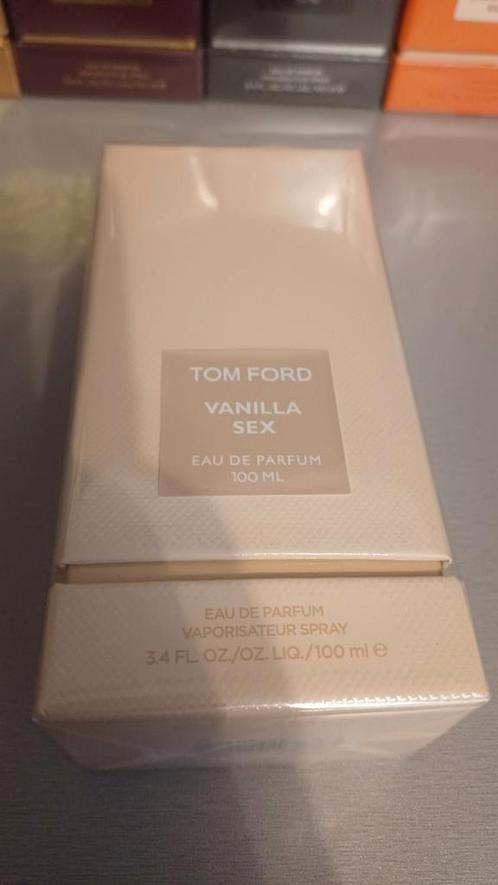 TOM FORD
VANILLA
SEX
EAU DE PARFUM
100 ML
EAU DE PARFUM
VAPORISATEUR SPRAY
3.4 FL. OZ./OZ. LIQ./100 ml ℮